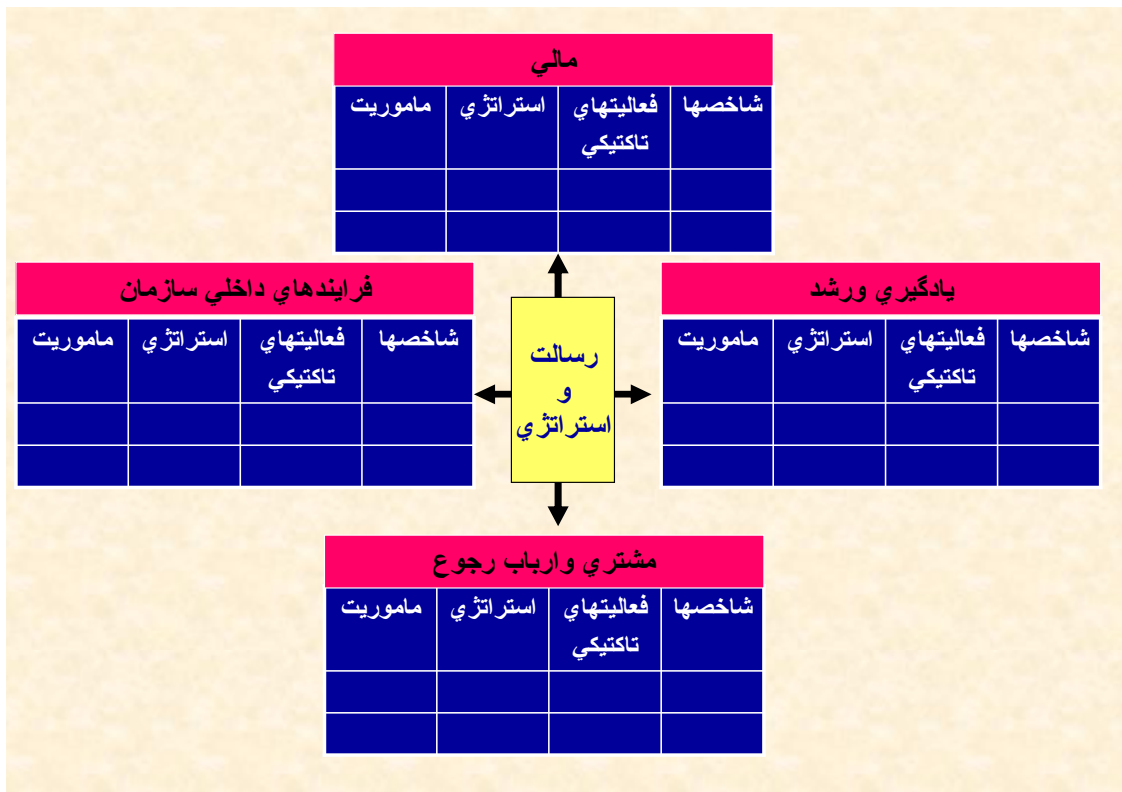 مالي
شاخصها فعاليتهاي استراتژي ماموريت
تاكتيكي
يادگيري ورشد
شاخصها فعاليتهاي استراتژي ماموريت
تاكتيكي
رسالت
و
استراتژي
فرايندهاي داخلي سازمان
شاخصها فعاليتهاي استراتژي ماموريت
تاكتيكي
مشتري وارباب رجوع
شاخصها فعاليتهاي استراتژي ماموريت
تاكتيكي